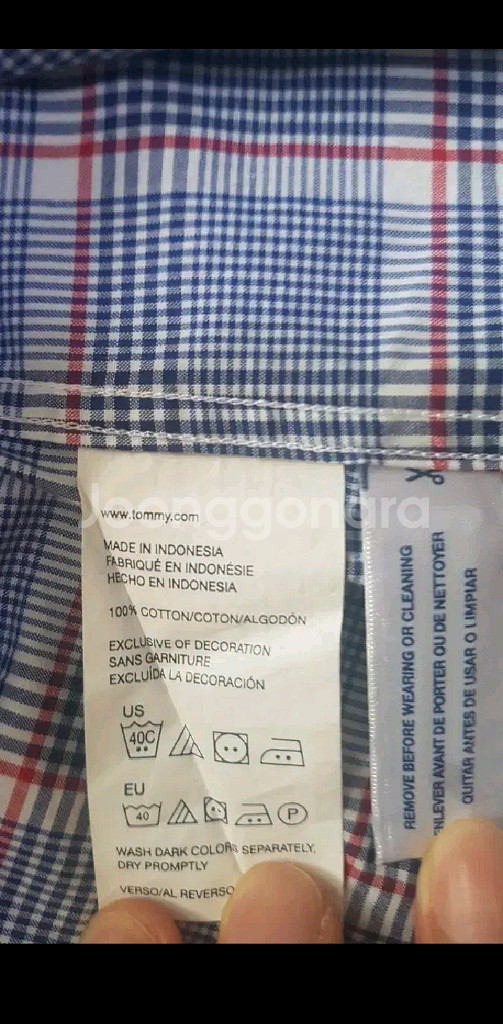 Joonggonara
www.tommy.com
MADE IN INDONESIA
FABRIQUÉ EN INDONÉSIE
HECHO EN INDONESIA
100% COTTON/COTON/ALGODÓN
EXCLUSIVE OF DECORATION
SANS GARNITURE
EXCLUÍDA LA DECORACIÓN
US
40C
EU
40
P
WASH DARK COLORS SEPARATELY,
DRY PROMPTLY
VERSO/AL REVERSO
REMOVE BEFORE WEARING OR CLEANING
ENLEVER AVANT DE PORTER OU DE NETTOYER
QUITAR ANTES DE USAR O LIMPIAR